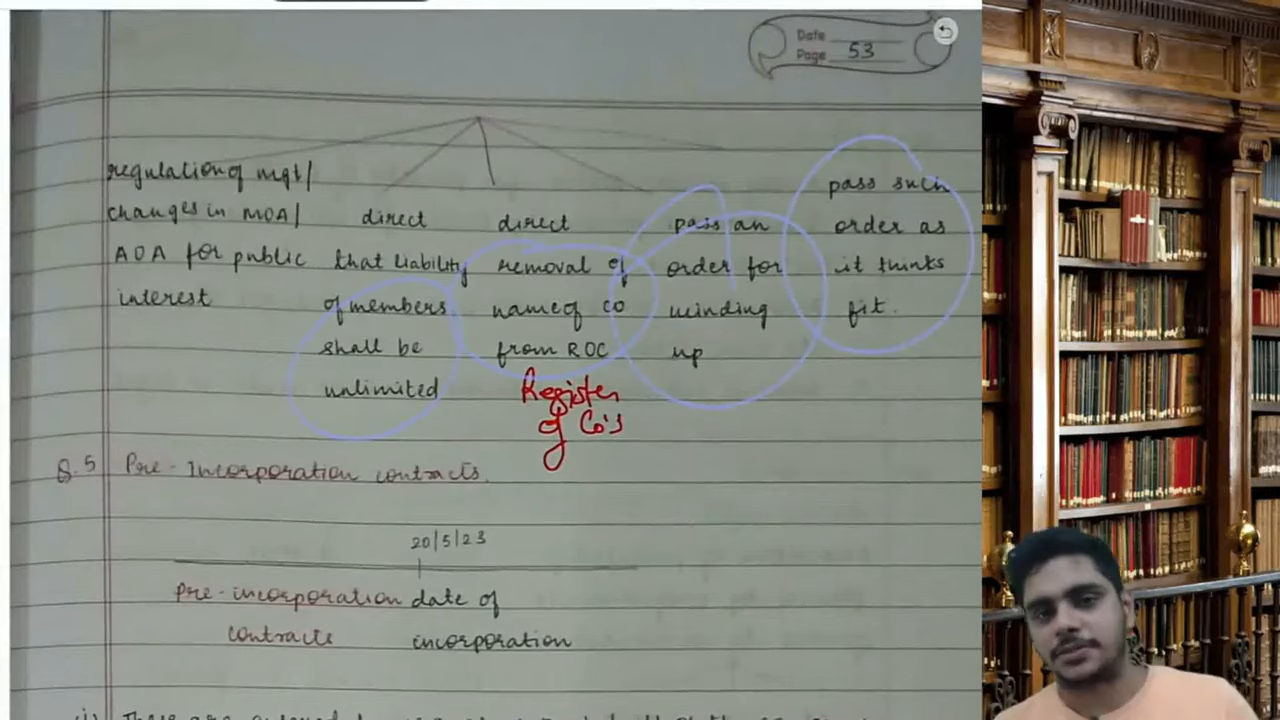 Date
Page 53
regulation of mgt/
changes in MOA/
AOA for public
interest
direct
that liability
of members
shall be
unlimited
direct
removal of
name of CO
from ROC
Register
of Co's
pass an
order for
winding
up
pass such
order as
it thinks
fit.
Q.5 Pre-Incorporation contracts.
20/5/23
Pre-incorporation
contracts
date of
incorporation